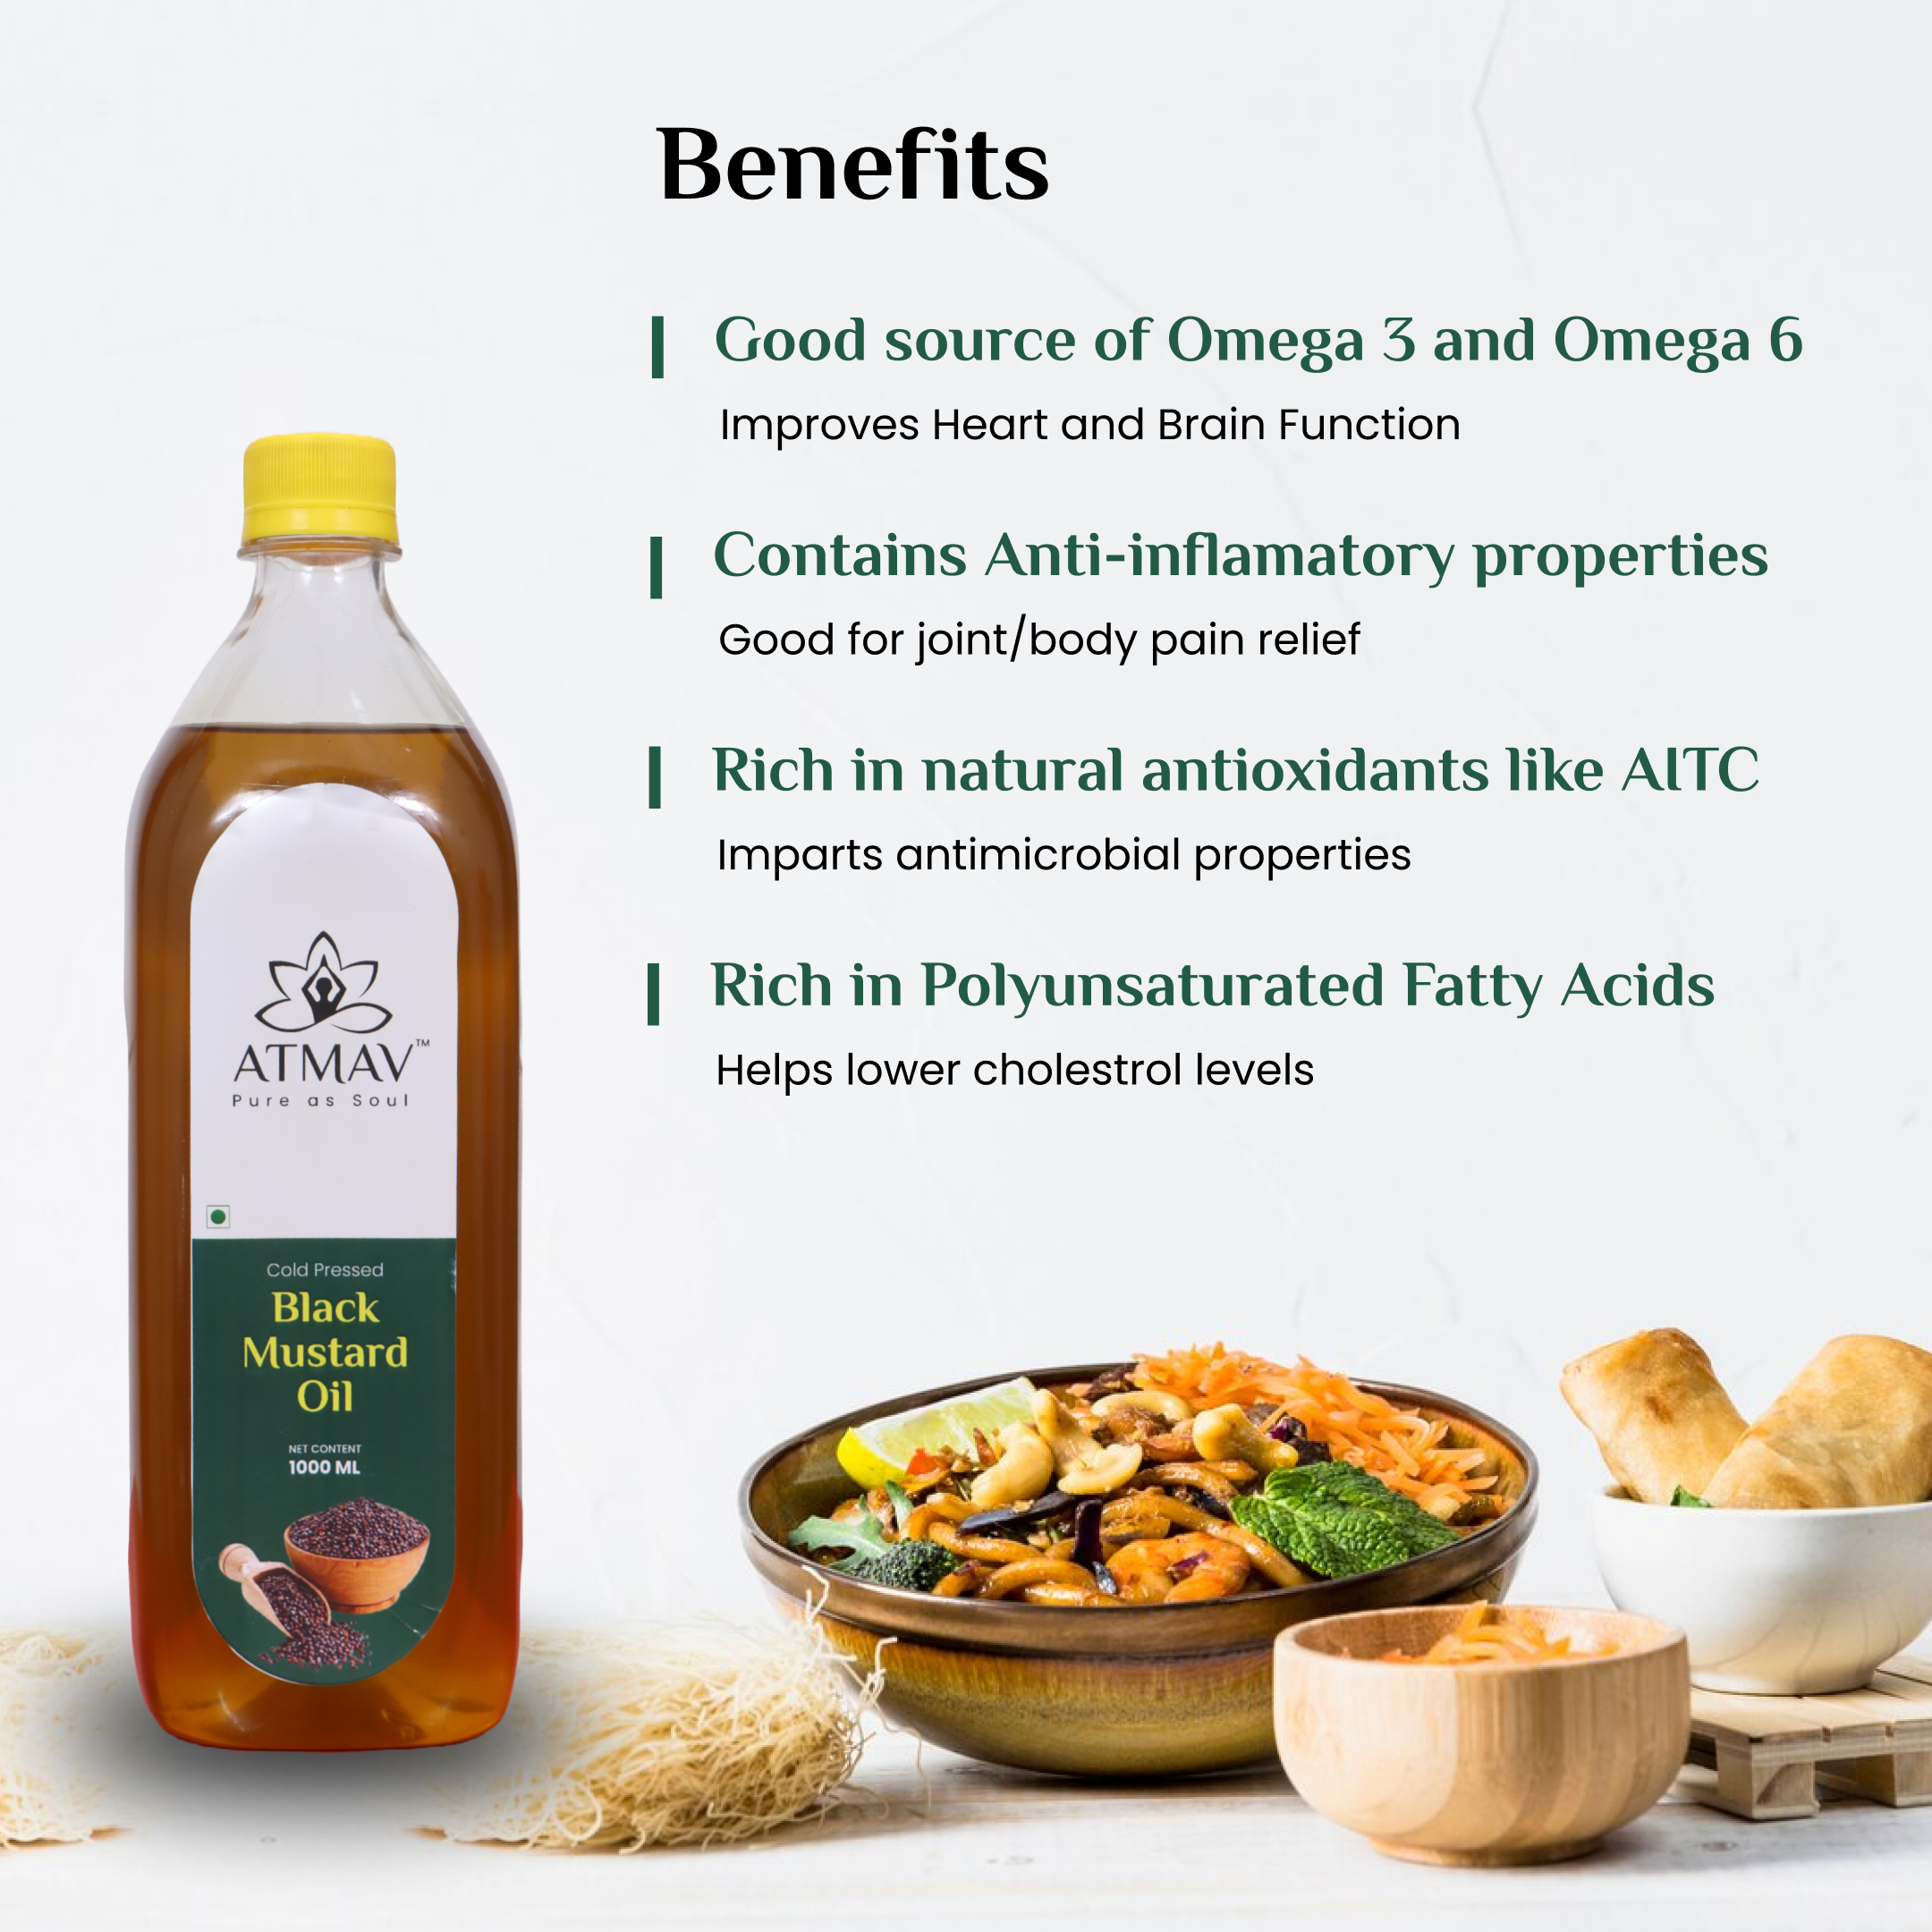 Benefits
Good source of Omega 3 and Omega 6
Improves Heart and Brain Function
Contains Anti-inflamatory properties
Good for joint/body pain relief
Rich in natural antioxidants like AITC
Imparts antimicrobial properties
Rich in Polyunsaturated Fatty Acids
Helps lower cholestrol levels
ATMAV™
Pure as Soul
Cold Pressed
Black
Mustard
Oil
NET CONTENT
1000 ML